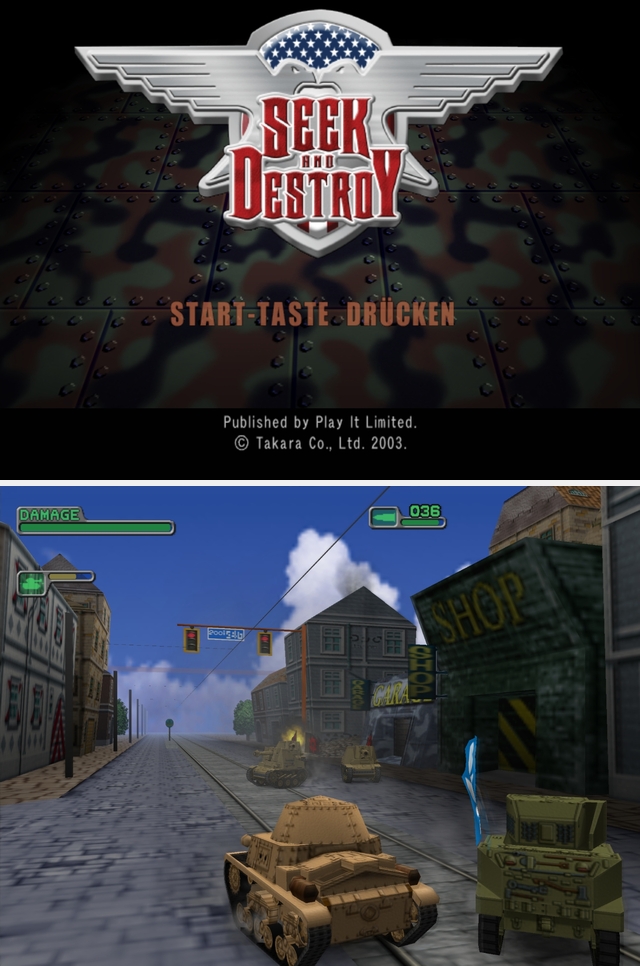 SEEK
AND
DESTROY
START-TASTE DRÜCKEN
Published by Play It Limited.
© Takara Co., Ltd. 2003.
DAMAGE
036
SHOP
SHOP
GARAGE